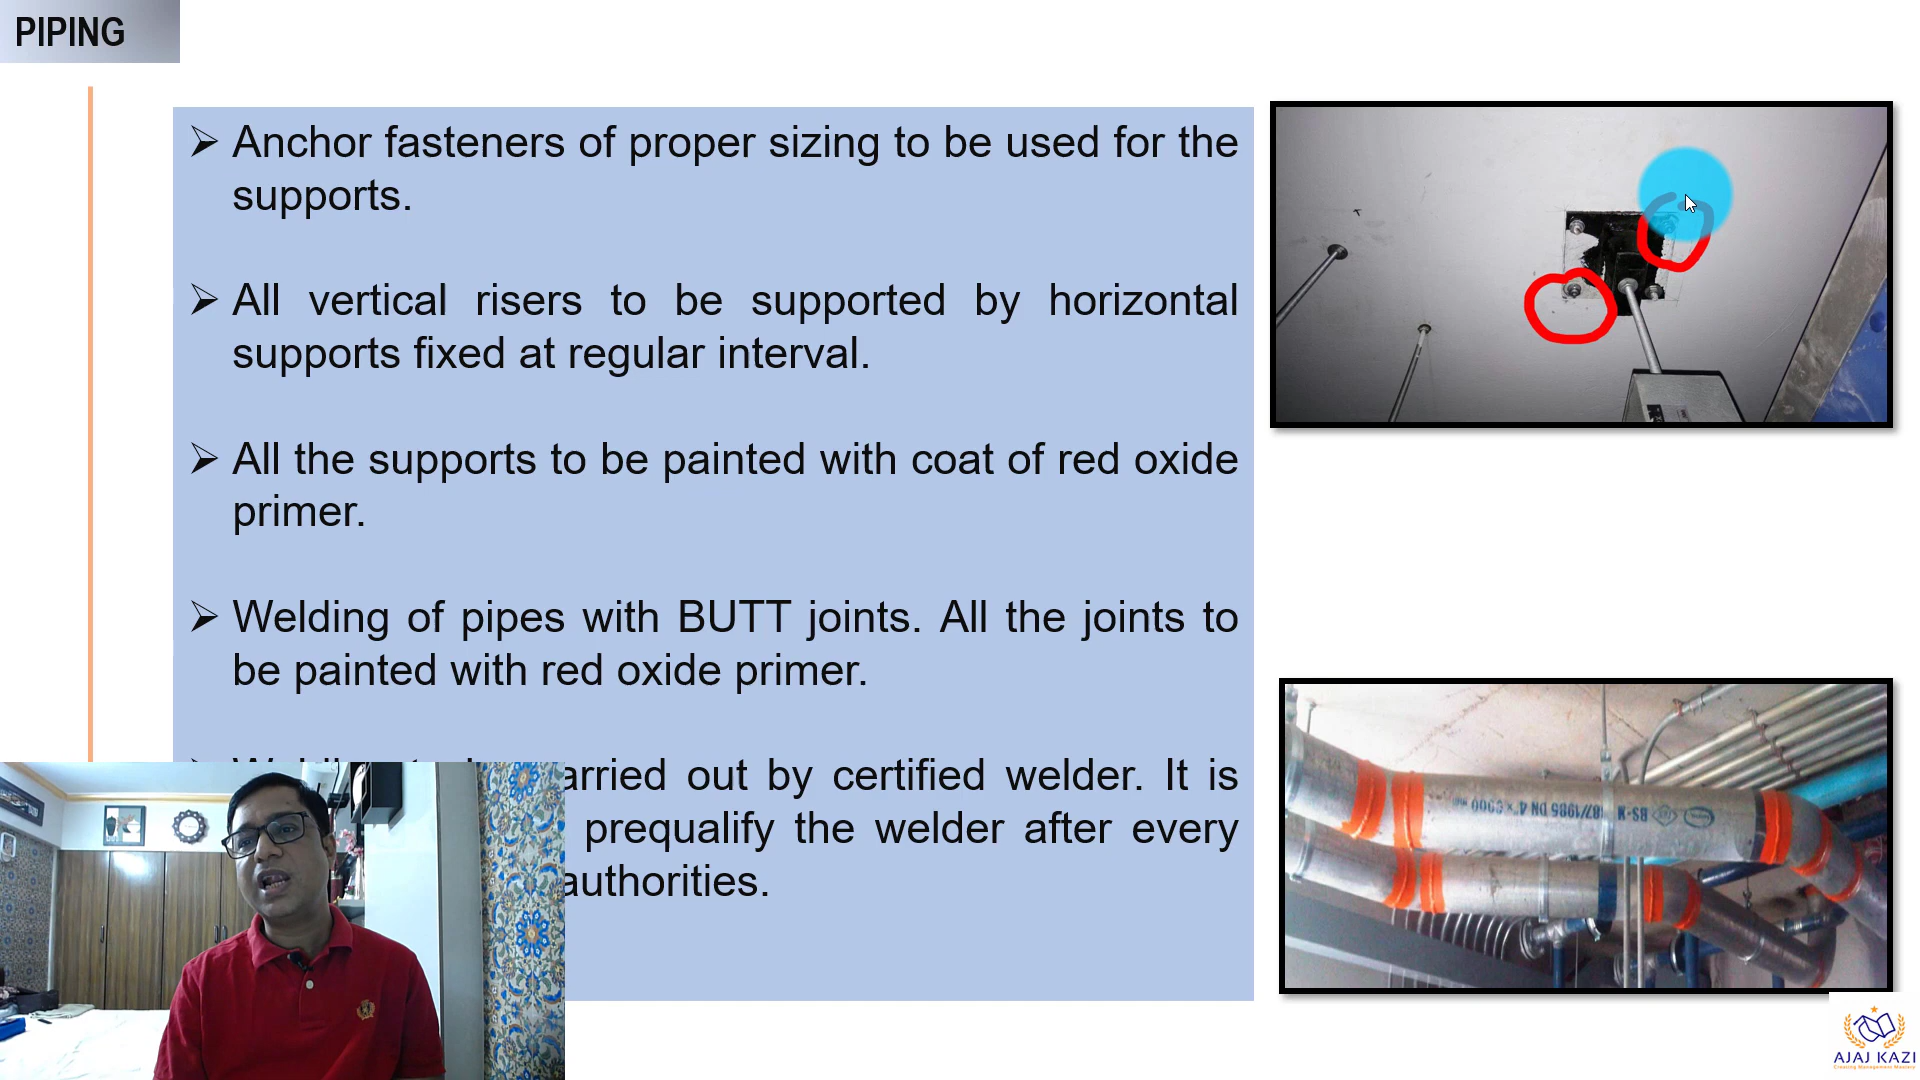 PIPING
➢ Anchor fasteners of proper sizing to be used for the
supports.
➢ All vertical risers to be supported by horizontal
supports fixed at regular interval.
➢ All the supports to be painted with coat of red oxide
primer.
➢ Welding of pipes with BUTT joints. All the joints to
be painted with red oxide primer.
arried out by certified welder. It is
prequalify the welder after every
authorities.
BS-M
AJAJ KAZI